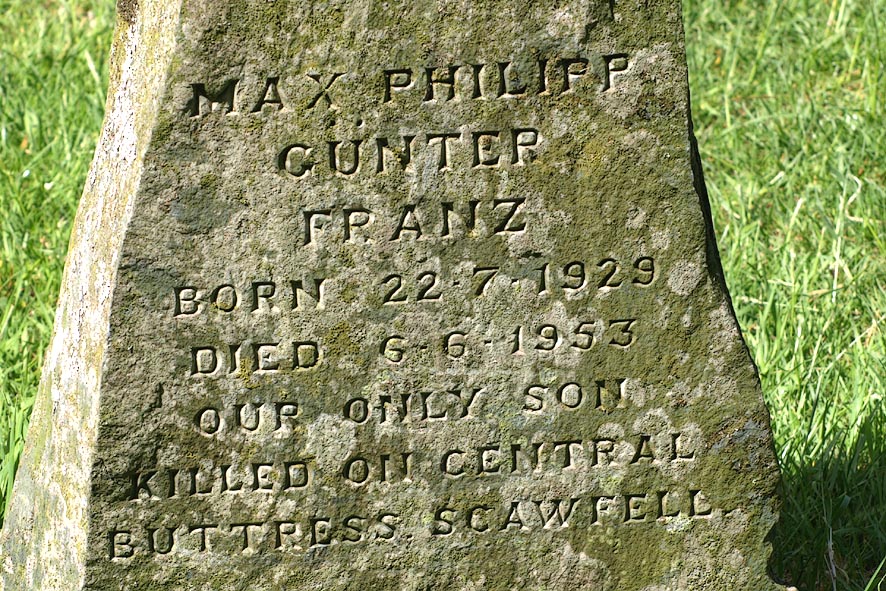 MAX PHILIPP
GÜNTER
FRANZ
BORN 22·7·1929
DIED 6·6·1953
OUR ONLY SON
KILLED ON CENTRAL
BUTTRESS SCAWFELL